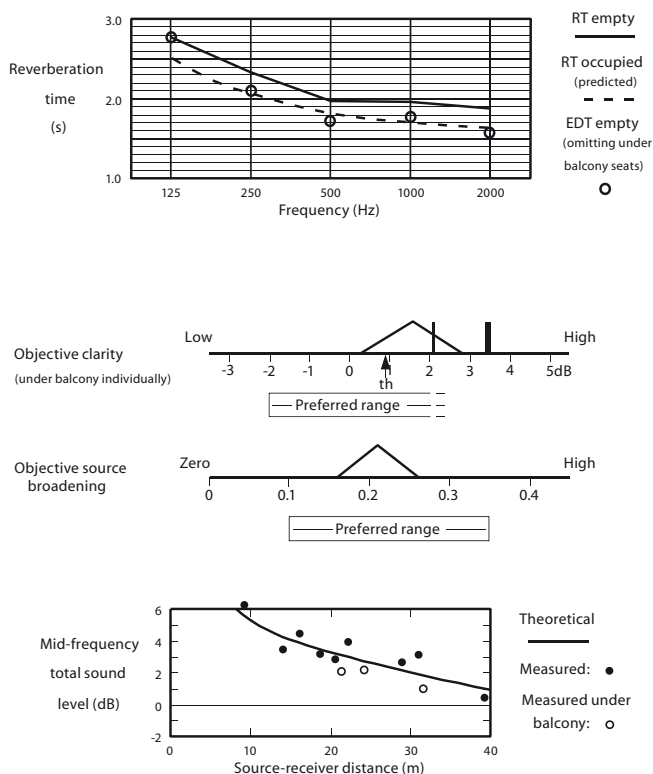 3.0
Reverberation
time
(s)
2.0
1.0
125
250
500
1000
2000
Frequency (Hz)
RT empty
RT occupied
(predicted)
EDT empty
(omitting under
balcony seats)
Objective clarity
(under balcony individually)
Low
High
-3 -2 -1 0 1 2 3 4 5dB
th
Preferred range
Objective source
broadening
Zero
High
0 0.1 0.2 0.3 0.4
Preferred range
Mid-frequency
total sound
level (dB)
6
4
2
0
-2
0 10 20 30 40
Source-receiver distance (m)
Theoretical
Measured:
Measured under
balcony: